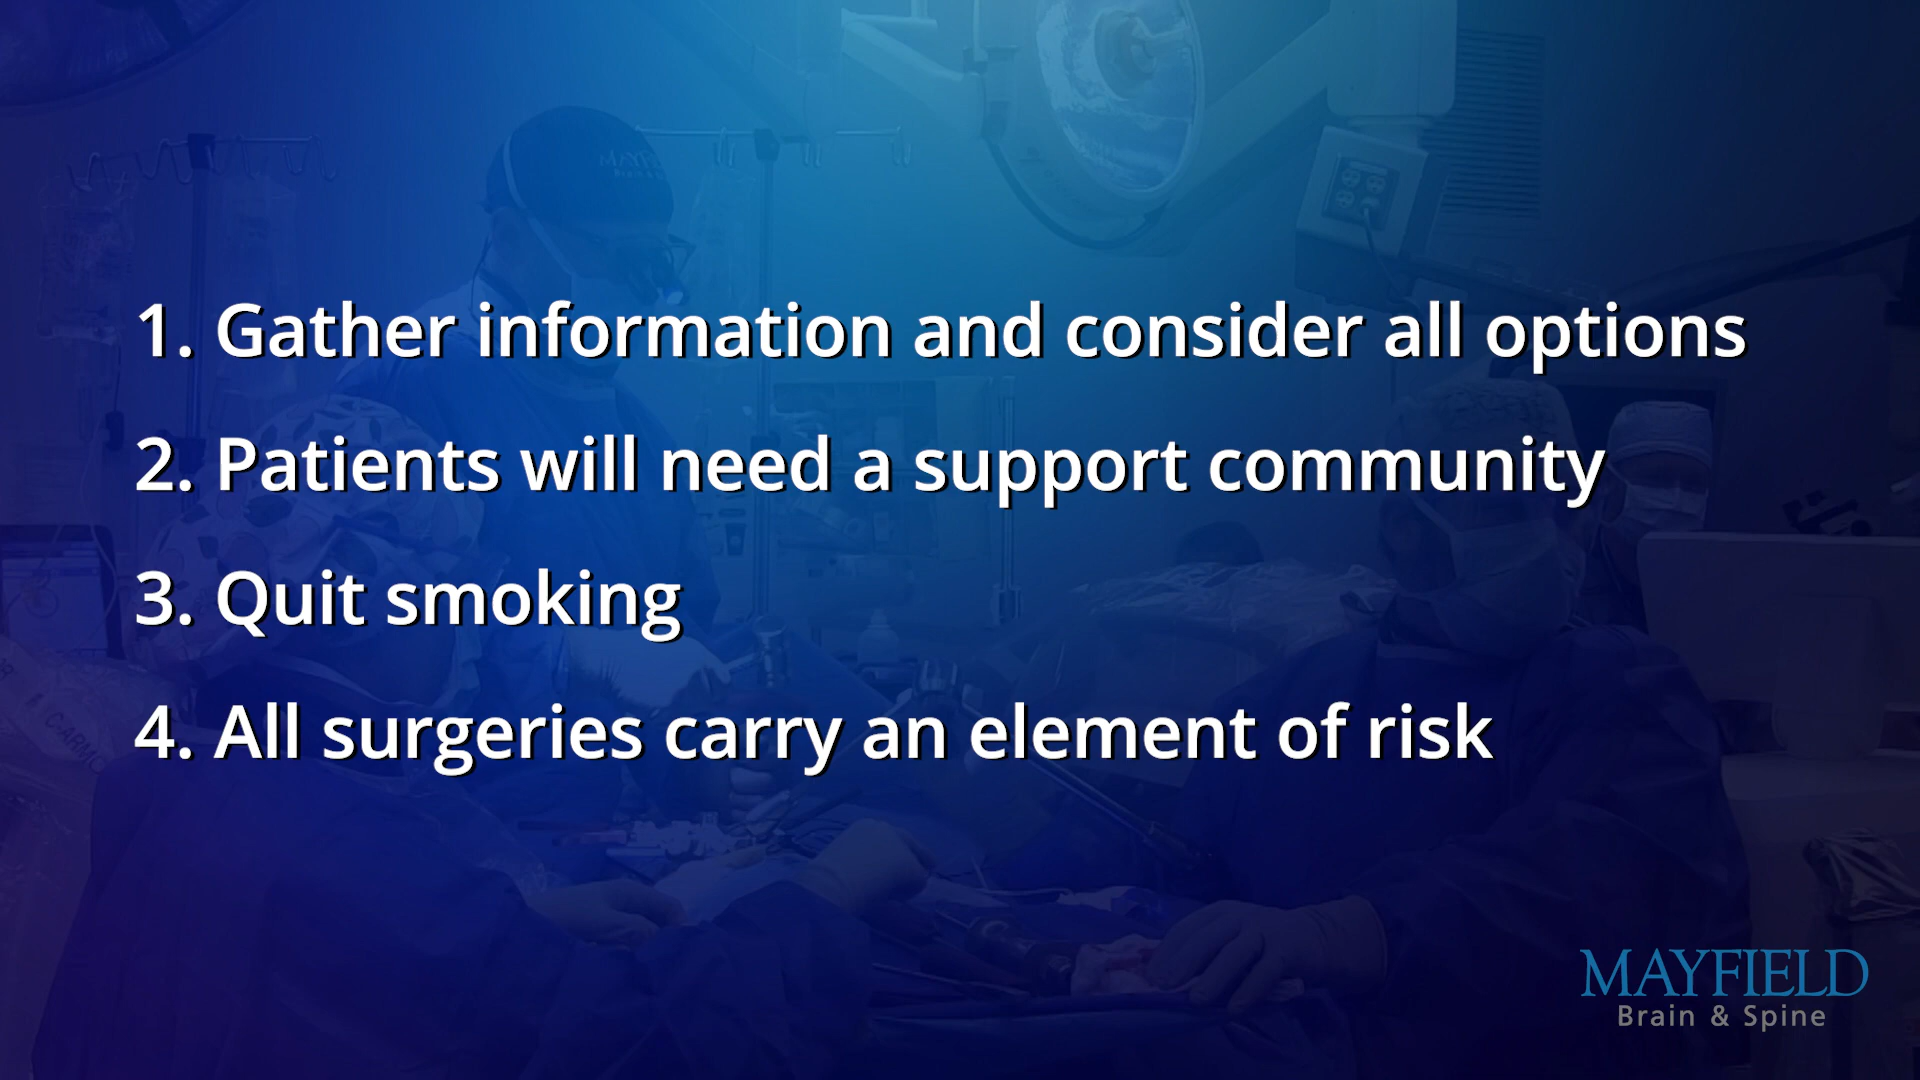 1. Gather information and consider all options
2. Patients will need a support community
3. Quit smoking
4. All surgeries carry an element of risk
MAYFIELD
Brain & Spine